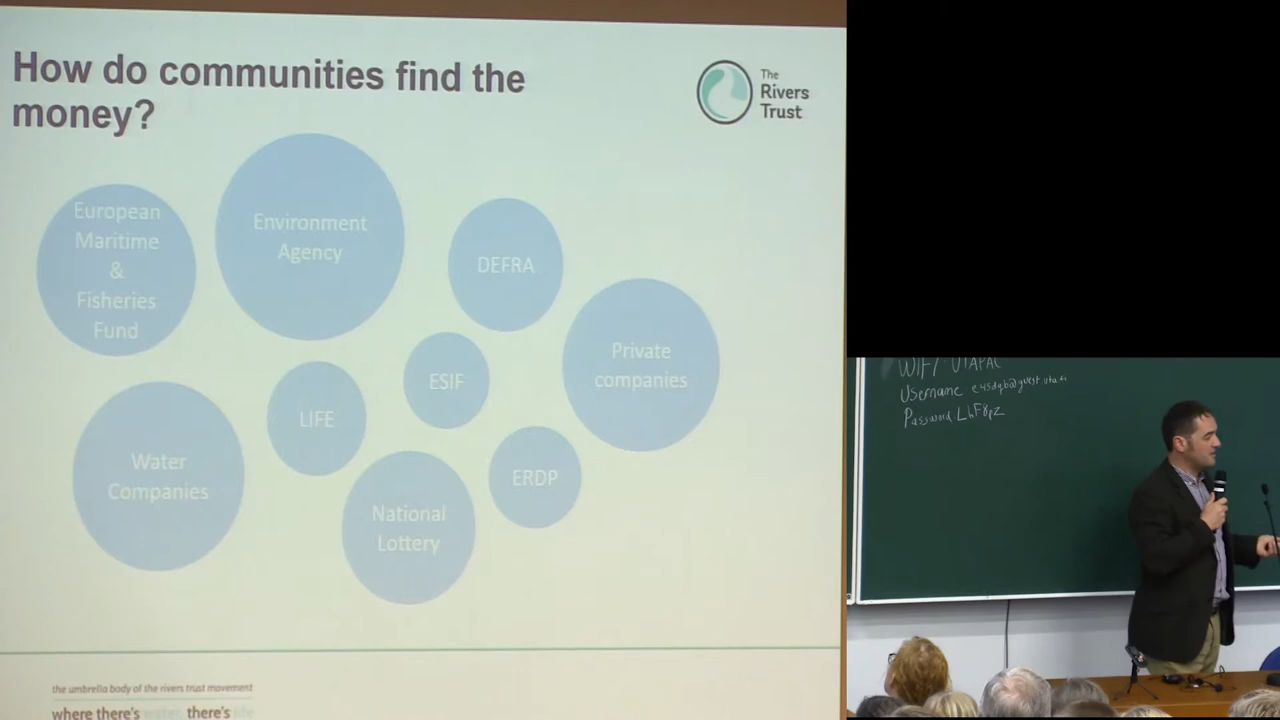 How do communities find the
money?
The
Rivers
Trust
European
Maritime
&
Fisheries
Fund
Environment
Agency
DEFRA
Private
companies
ESIF
LIFE
Water
Companies
National
Lottery
ERDP
the umbrella body of the rivers trust movement
where there's water, there's life
WIFI UTAPAC
Username
Password